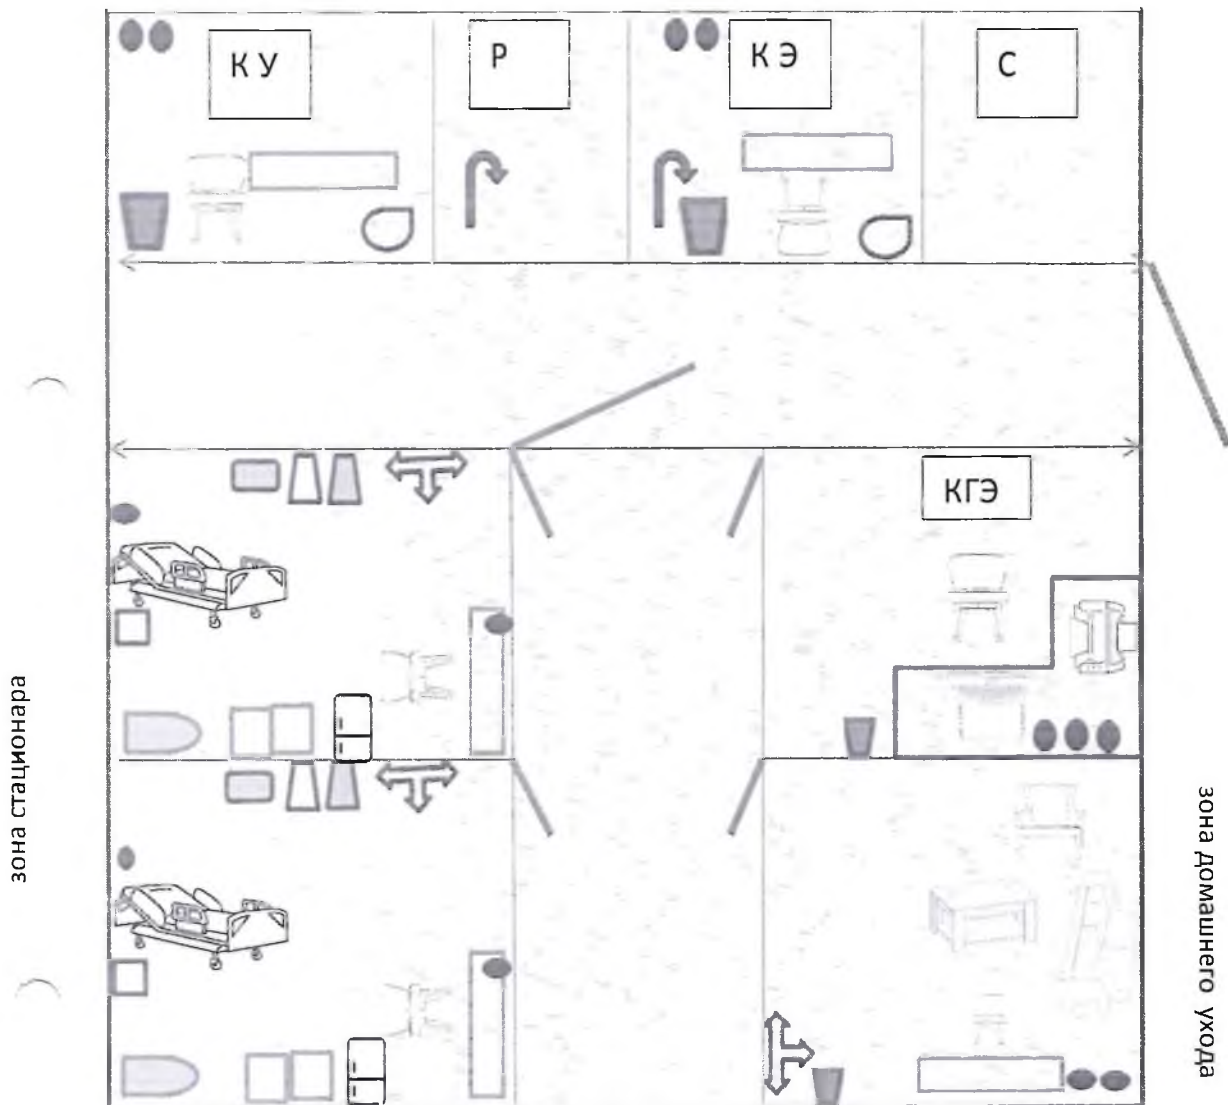 К У
Р
К Э
С
КГЭ
зона стационара
зона домашнего ухода